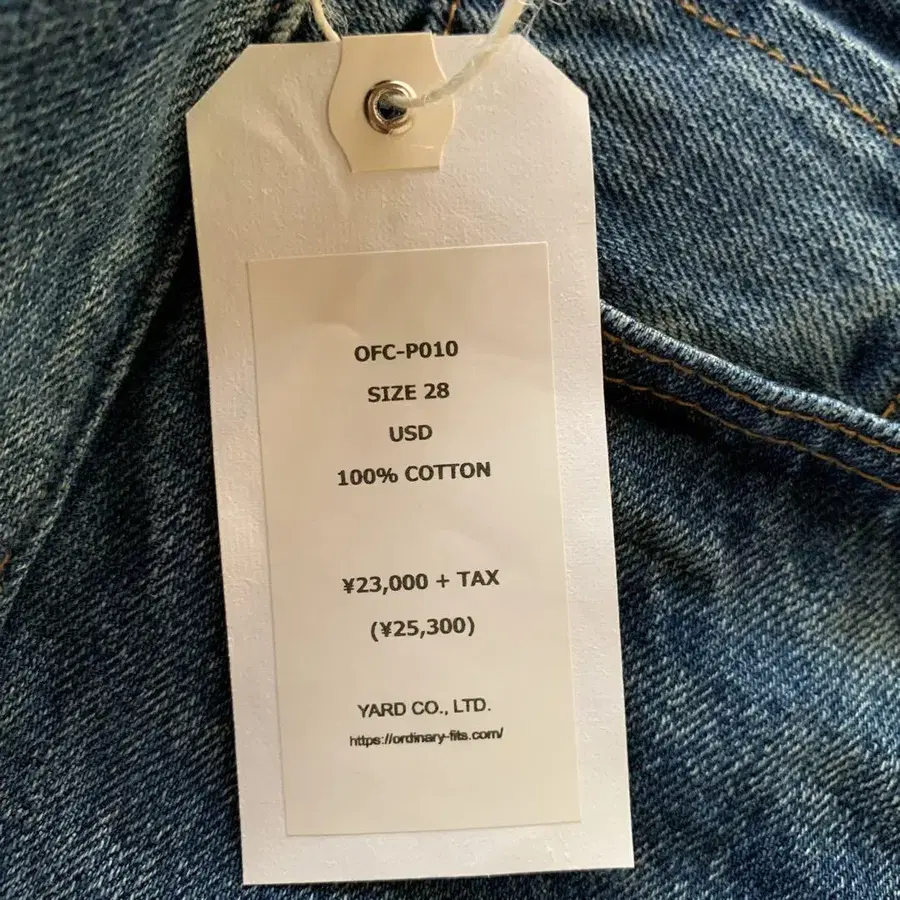 OFC-P010
SIZE 28
USD
100% COTTON
¥23,000 + TAX
(¥25,300)
YARD CO., LTD.
https://ordinary-fits.com/